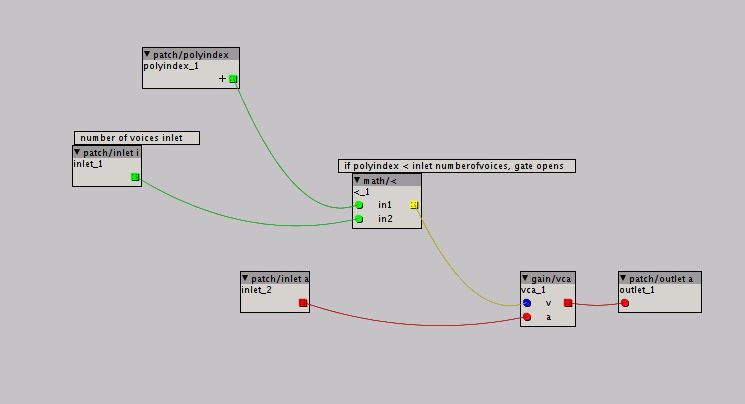 patch/polyindex
polyindex_1
+
number of voices inlet
patch/inlet i
inlet_1
if polyindex < inlet numberofvoices, gate opens
math/<
<_1
in1
in2
patch/inlet a
inlet_2
gain/vca
vca_1
v
a
patch/outlet a
outlet_1